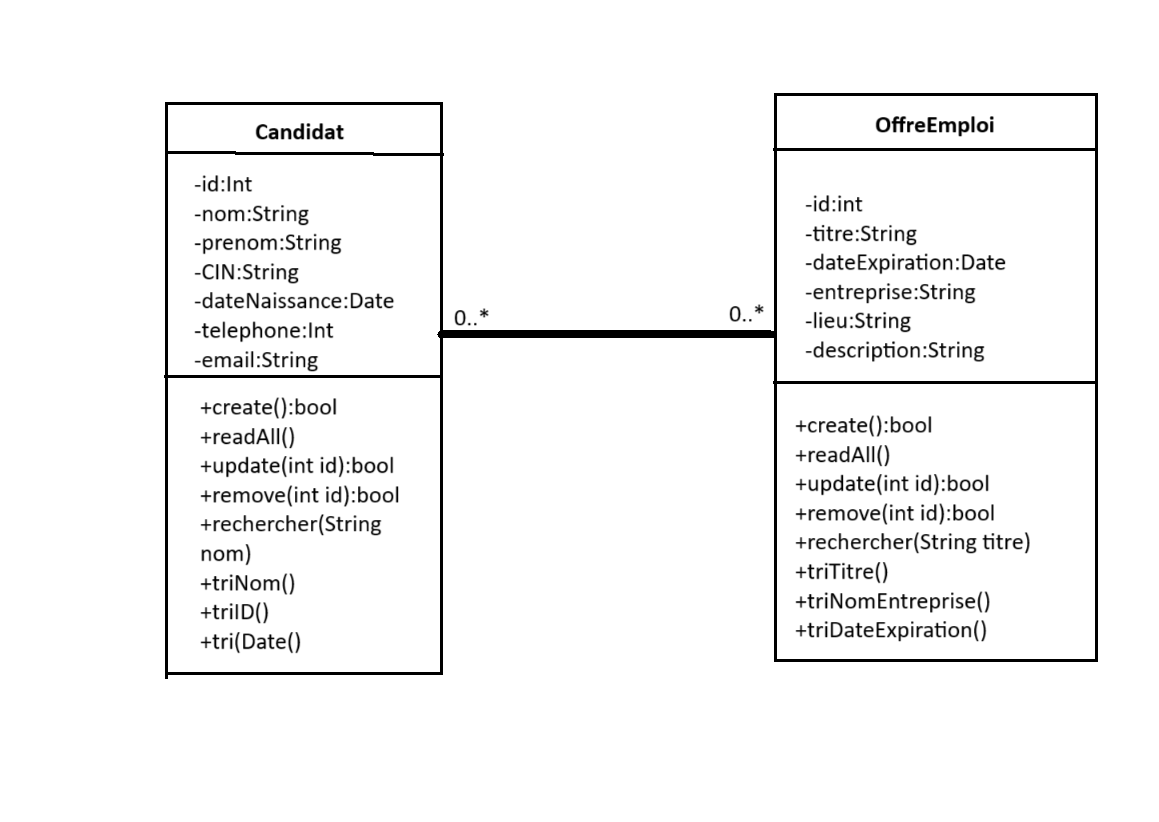 Candidat
-id:Int
-nom:String
-prenom:String
-CIN:String
-dateNaissance:Date
-telephone:Int
-email:String
+create():bool
+readAll()
+update(int id):bool
+remove(int id):bool
+rechercher(String
nom)
+triNom()
+triID()
+tri(Date()
0..*
0..*
OffreEmploi
-id:int
-titre:String
-dateExpiration:Date
-entreprise:String
-lieu:String
-description:String
+create():bool
+readAll()
+update(int id):bool
+remove(int id):bool
+rechercher(String titre)
+triTitre()
+triNomEntreprise()
+triDateExpiration()